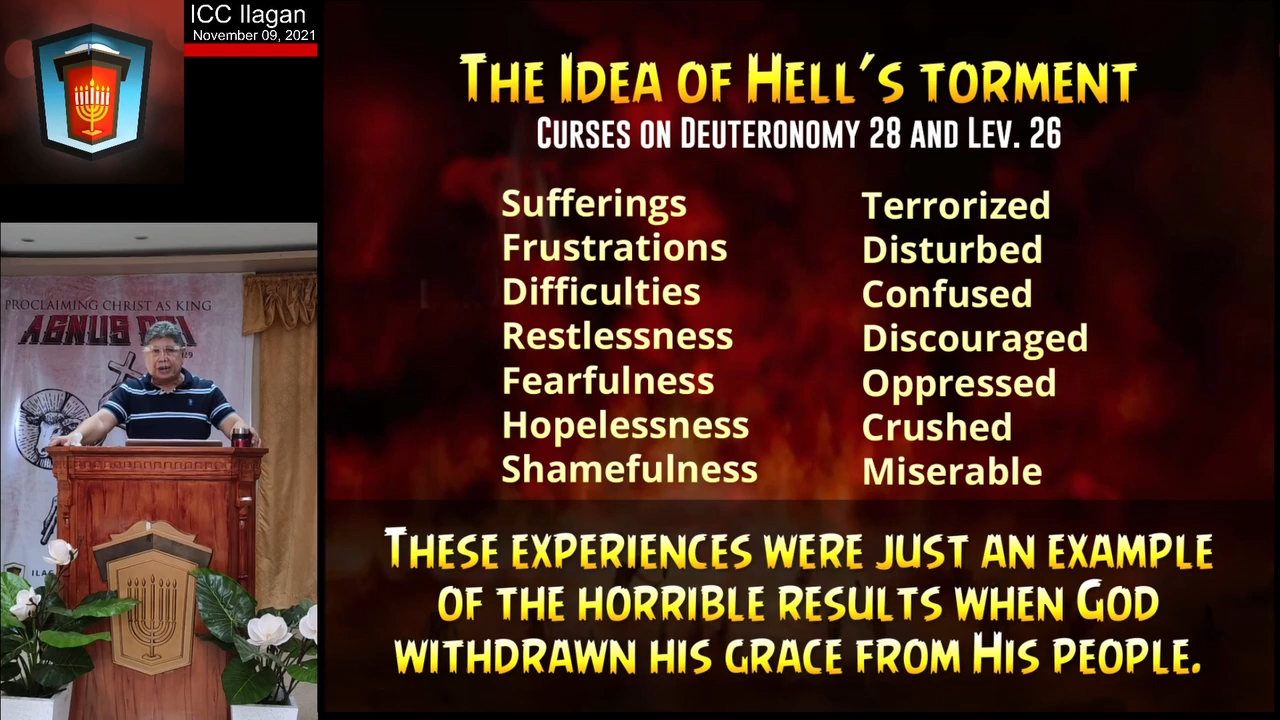 ICC Ilagan
November 09, 2021
THE IDEA OF HELL'S TORMENT
CURSES ON DEUTERONOMY 28 AND LEV. 26
Sufferings
Frustrations
Difficulties
Restlessness
Fearfulness
Hopelessness
Shamefulness
Terrorized
Disturbed
Confused
Discouraged
Oppressed
Crushed
Miserable
THESE EXPERIENCES WERE JUST AN EXAMPLE
OF THE HORRIBLE RESULTS WHEN GOD
WITHDRAWN HIS GRACE FROM HIS PEOPLE.
PROCLAIMING CHRIST AS KING
AGNUS DEI